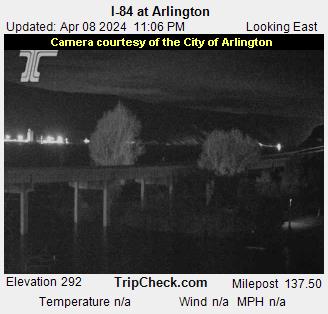 I-84 at Arlington
Updated: Apr 08 2024 11:06 PM Looking East
Camera courtesy of the City of Arlington
Elevation 292 TripCheck.com Milepost 137.50
Temperature n/a Wind n/a MPH n/a